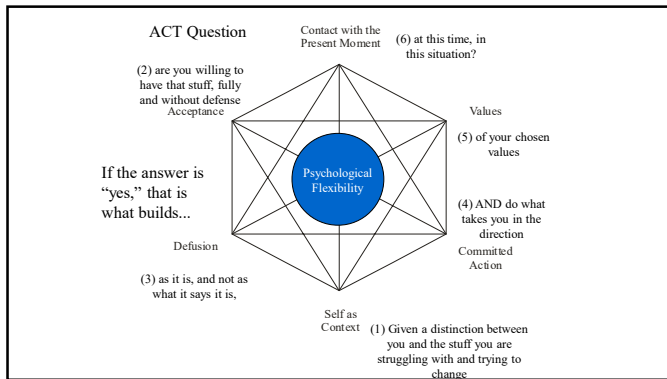 ACT Question
Contact with the
Present Moment
(6) at this time, in
this situation?
(2) are you willing to
have that stuff, fully
and without defense
Acceptance
Values
(5) of your chosen
values
If the answer is
“yes,” that is
what builds...
Psychological
Flexibility
(4) AND do what
takes you in the
direction
Defusion
Committed
Action
(3) as it is, and not as
what it says it is,
Self as
Context
(1) Given a distinction between
you and the stuff you are
struggling with and trying to
change